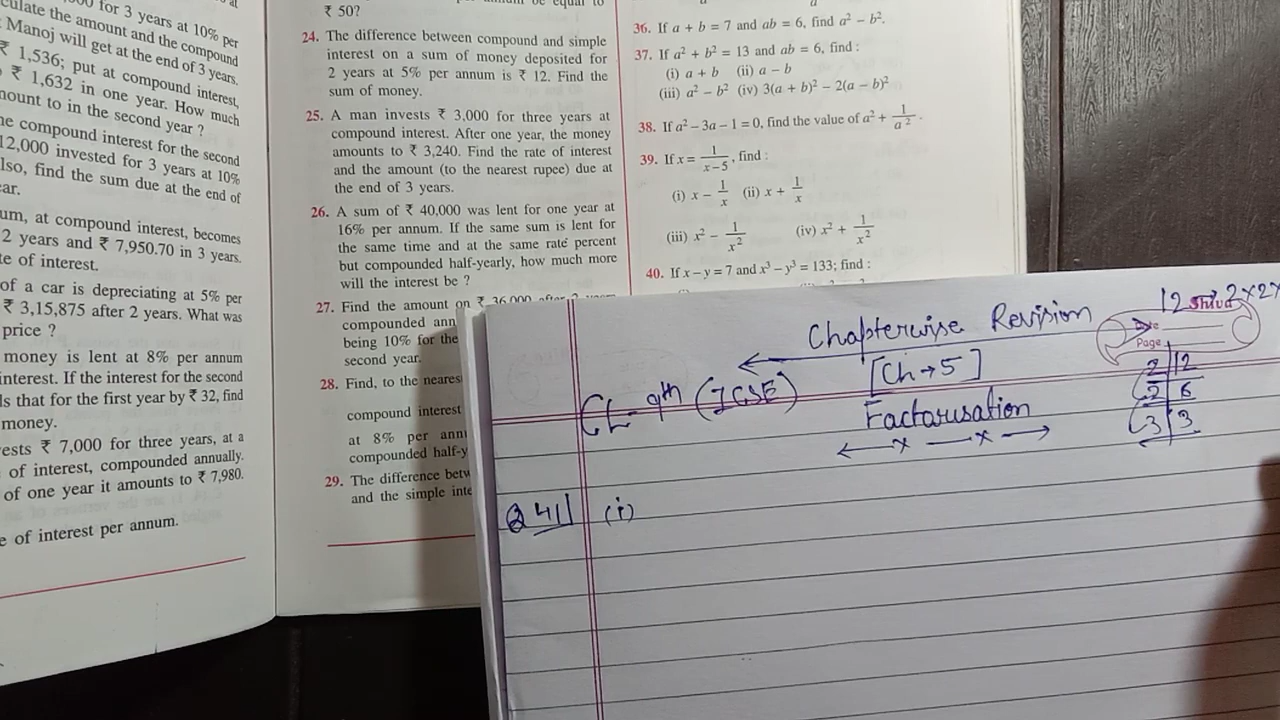 for 3 years at 10% per
culate the amount and the compound
Manoj will get at the end of 3 years.
₹ 1,536; put at compound interest,
₹ 1,632 in one year. How much
mount to in the second year ?
compound interest for the second
12,000 invested for 3 years at 10%
lso, find the sum due at the end of
ar.
um, at compound interest, becomes
2 years and ₹ 7,950.70 in 3 years.
te of interest.
of a car is depreciating at 5% per
₹ 3,15,875 after 2 years. What was
price ?
money is lent at 8% per annum
interest. If the interest for the second
ds that for the first year by ₹ 32, find
money.
ests ₹ 7,000 for three years, at a
of interest, compounded annually.
of one year it amounts to ₹ 7,980.
e of interest per annum.
be equal to
₹ 50?
24. The difference between compound and simple
interest on a sum of money deposited for
2 years at 5% per annum is ₹ 12. Find the
sum of money.
25. A man invests ₹ 3,000 for three years at
compound interest. After one year, the money
amounts to ₹ 3,240. Find the rate of interest
and the amount (to the nearest rupee) due at
the end of 3 years.
26. A sum of ₹ 40,000 was lent for one year at
16% per annum. If the same sum is lent for
the same time and at the same rate percent
but compounded half-yearly, how much more
will the interest be ?
27. Find the amount on ₹ 36,000 after 2 years
compounded ann
being 10% for the
second year.
28. Find, to the nearest
compound interest
at 8% per annu
compounded half-y
29. The difference betw
and the simple inte
36. If a + b = 7 and ab = 6, find a² – b².
37. If a² + b² = 13 and ab = 6, find :
(i) a + b (ii) a – b
(iii) a² – b² (iv) 3(a + b)² – 2(a – b)²
38. If a² – 3a – 1 = 0, find the value of a² + 1/a².
39. If x = 1/(x–5), find :
(i) x – 1/x (ii) x + 1/x
(iii) x² – 1/x² (iv) x² + 1/x²
40. If x – y = 7 and x³ – y³ = 133; find :
12 → 2×2×
Shiva
Date
Page
2 | 12
2 | 6
3 | 3
Chapterwise Revision
[Ch → 5]
CL-9th (ICSE)
Factorisation
← x — x →
Q 41| (i)